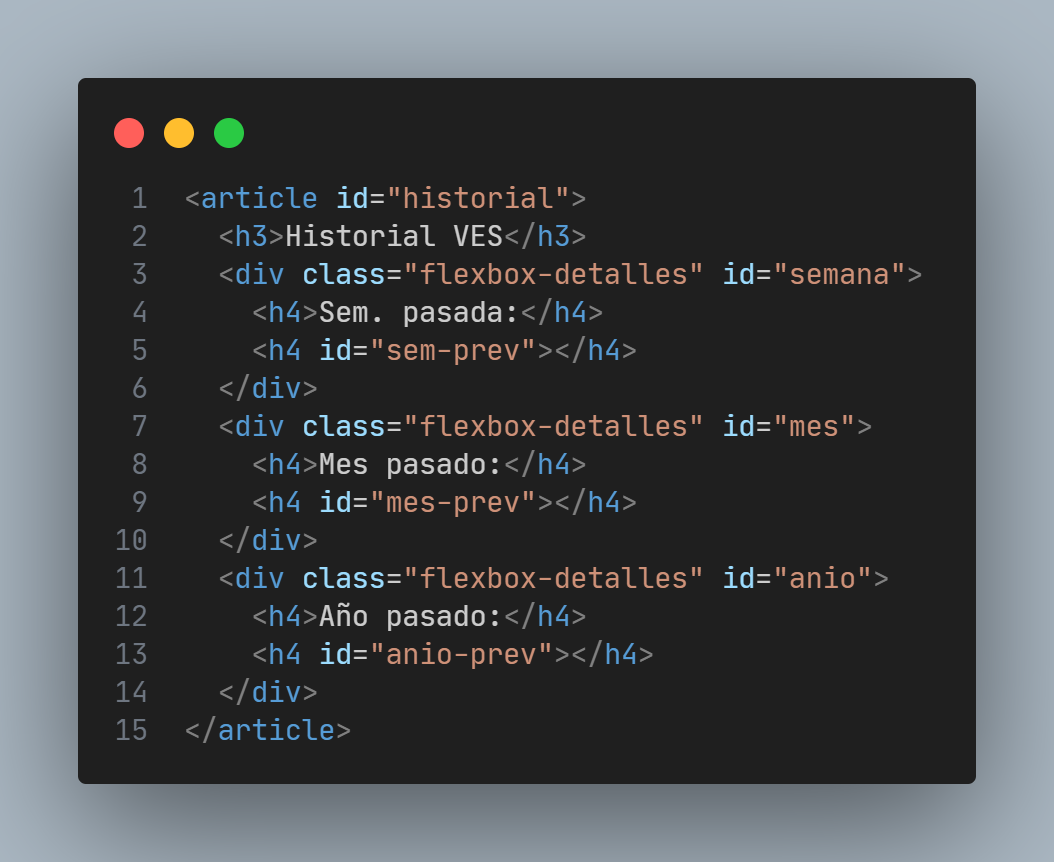 1 <article id="historial">
2   <h3>Historial VES</h3>
3   <div class="flexbox-detalles" id="semana">
4     <h4>Sem. pasada:</h4>
5     <h4 id="sem-prev"></h4>
6   </div>
7   <div class="flexbox-detalles" id="mes">
8     <h4>Mes pasado:</h4>
9     <h4 id="mes-prev"></h4>
10   </div>
11   <div class="flexbox-detalles" id="anio">
12     <h4>Año pasado:</h4>
13     <h4 id="anio-prev"></h4>
14   </div>
15 </article>